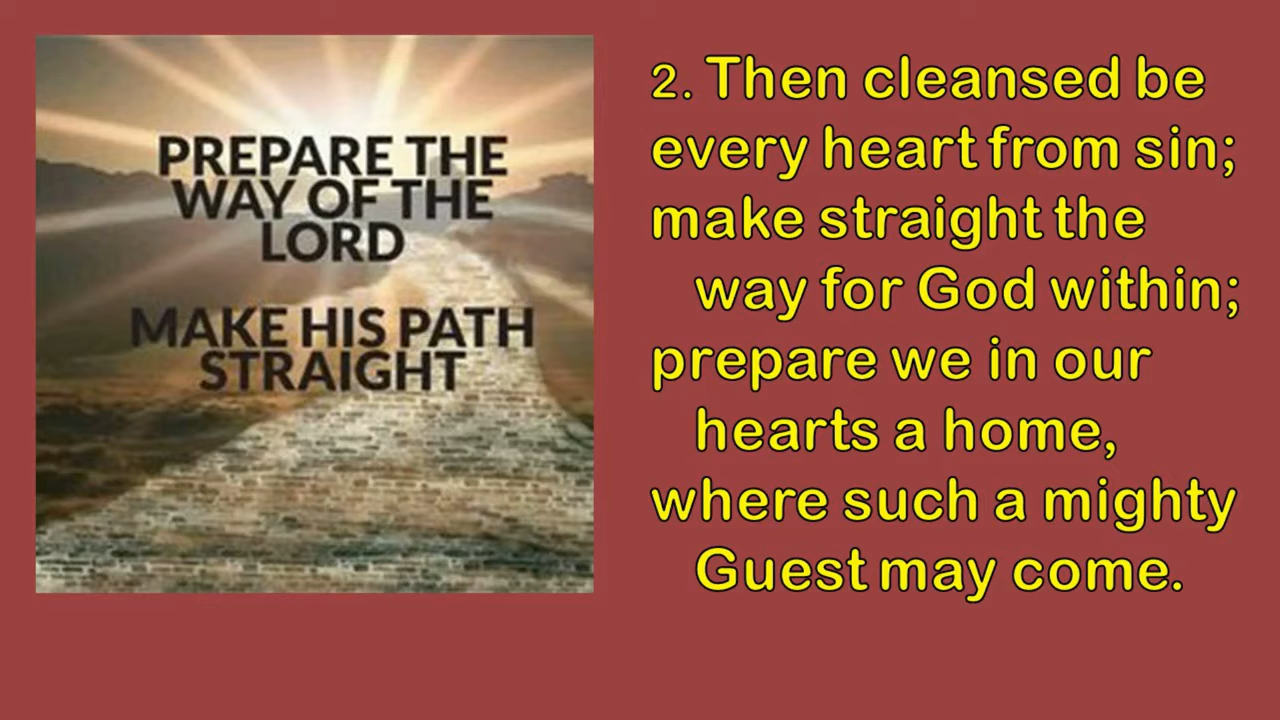 PREPARE THE
WAY OF THE
LORD
MAKE HIS PATH
STRAIGHT
2. Then cleansed be
every heart from sin;
make straight the
way for God within;
prepare we in our
hearts a home,
where such a mighty
Guest may come.